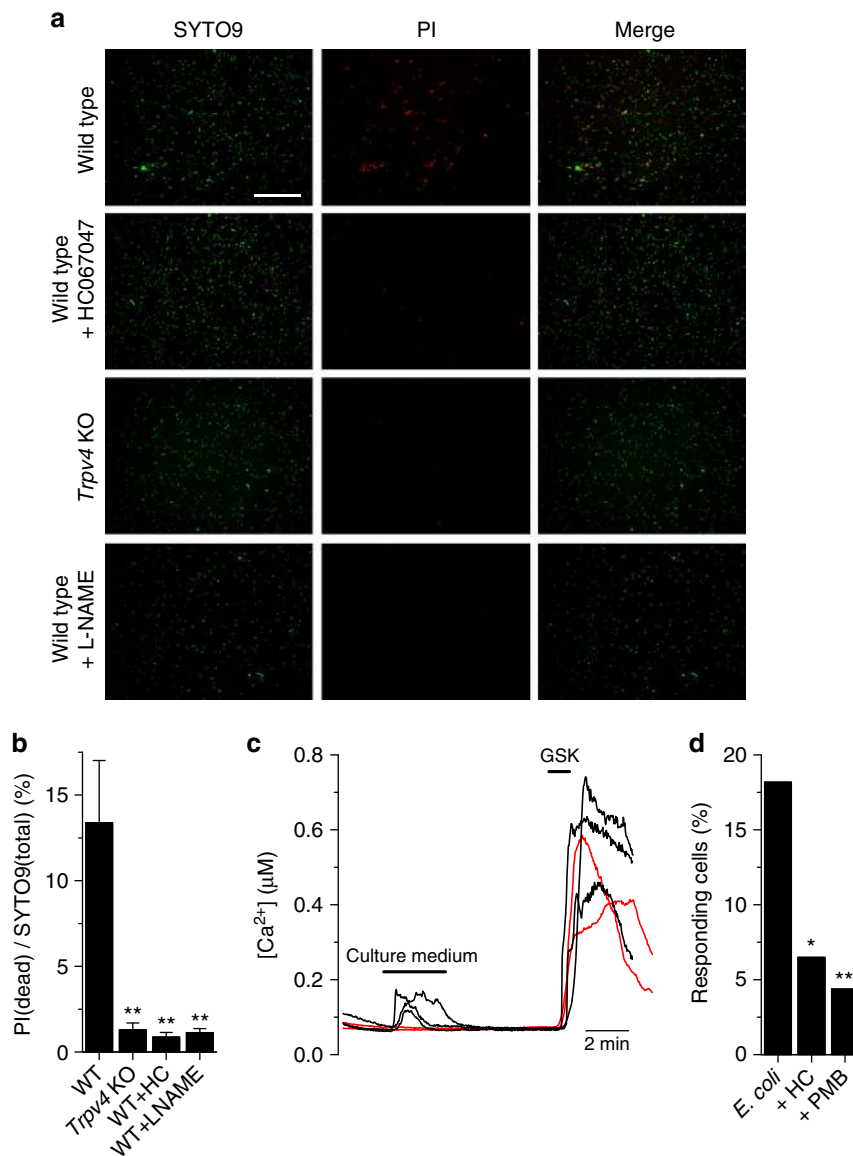 a
SYTO9 PI Merge
Wild type
Wild type
+ HC067047
Trpv4 KO
Wild type
+ L-NAME
b
PI(dead) / SYTO9(total) (%)
15
10
5
0
**
**
**
WT
Trpv4 KO
WT+HC
WT+LNAME
c
[Ca²⁺] (μM)
0.8
0.6
0.4
0.2
0.0
GSK
Culture medium
2 min
d
Responding cells (%)
20
15
10
5
0
*
**
E. coli
+ HC
+ PMB